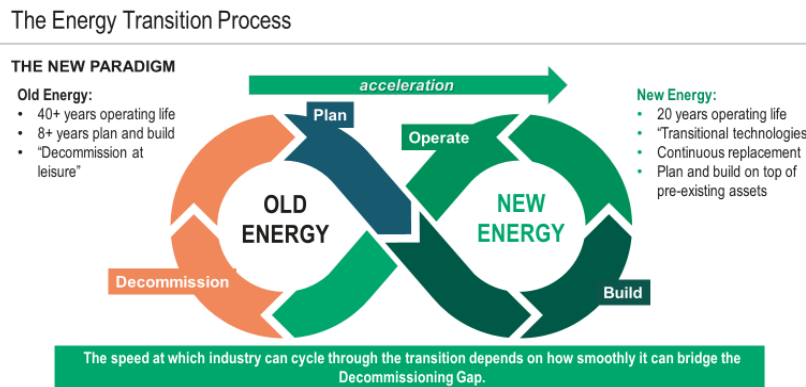 The Energy Transition Process
THE NEW PARADIGM
Old Energy:
• 40+ years operating life
• 8+ years plan and build
• “Decommission at
leisure”
acceleration
Plan
Operate
OLD
ENERGY
NEW
ENERGY
Decommission
Build
New Energy:
• 20 years operating life
• “Transitional technologies
• Continuous replacement
• Plan and build on top of
pre-existing assets
The speed at which industry can cycle through the transition depends on how smoothly it can bridge the
Decommissioning Gap.